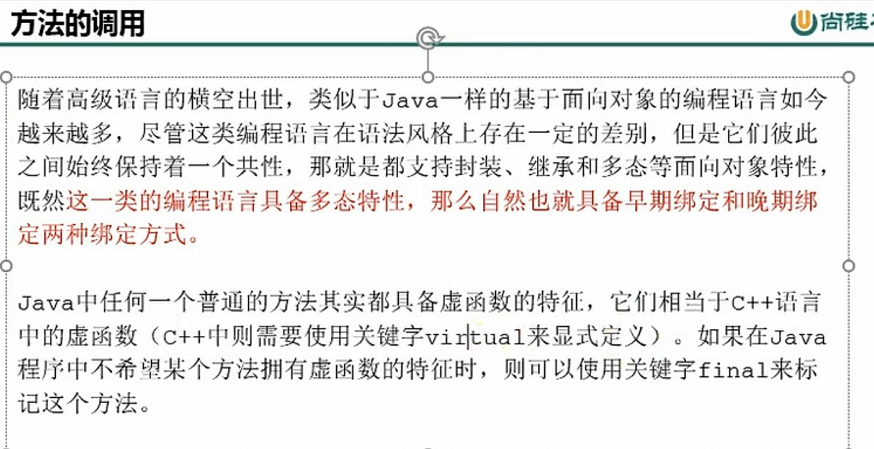 方法的调用
尚硅
随着高级语言的横空出世，类似于Java一样的基于面向对象的编程语言如今
越来越多，尽管这类编程语言在语法风格上存在一定的差别，但是它们彼此
之间始终保持着一个共性，那就是都支持封装、继承和多态等面向对象特性，
既然这一类的编程语言具备多态特性，那么自然也就具备早期绑定和晚期绑
定两种绑定方式。
Java中任何一个普通的方法其实都具备虚函数的特征，它们相当于C++语言
中的虚函数（C++中则需要使用关键字virtual来显式定义）。如果在Java
程序中不希望某个方法拥有虚函数的特征时，则可以使用关键字final来标
记这个方法。